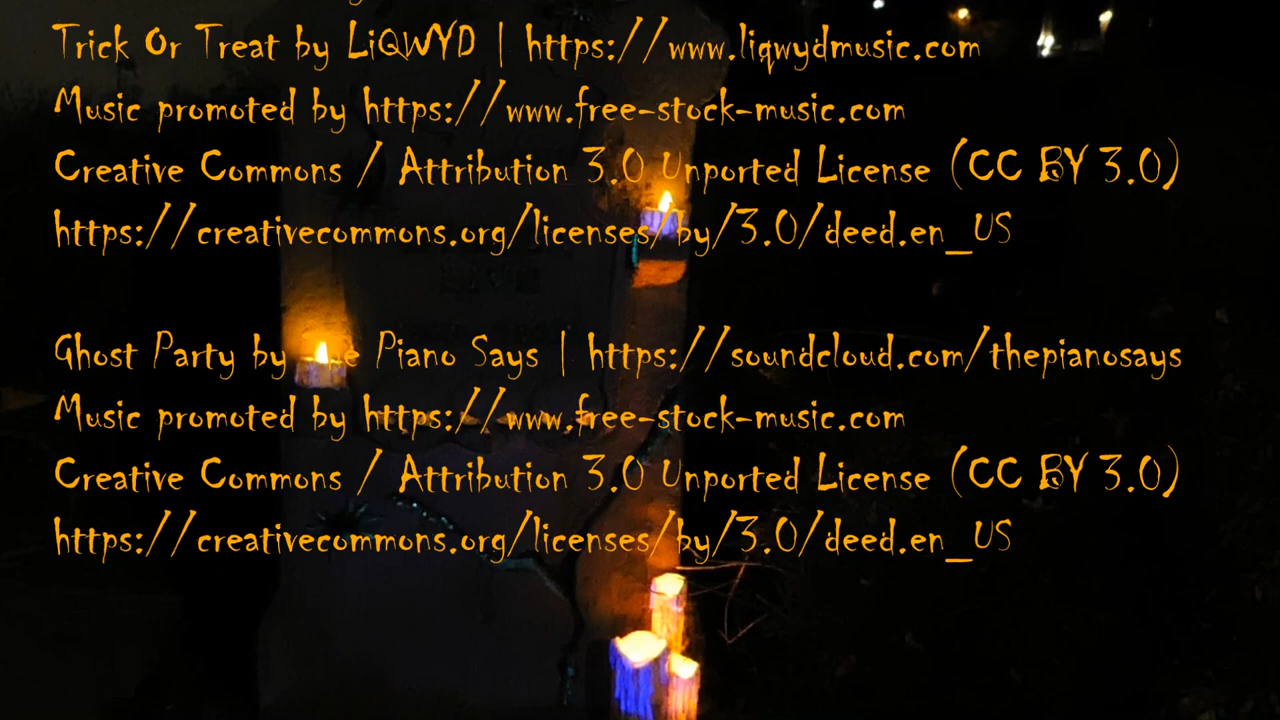 Trick Or Treat by LiQWYD | https://www.liqwydmusic.com
Music promoted by https://www.free-stock-music.com
Creative Commons / Attribution 3.0 Unported License (CC BY 3.0)
https://creativecommons.org/licenses/by/3.0/deed.en_US
Ghost Party by The Piano Says | https://soundcloud.com/thepianosays
Music promoted by https://www.free-stock-music.com
Creative Commons / Attribution 3.0 Unported License (CC BY 3.0)
https://creativecommons.org/licenses/by/3.0/deed.en_US